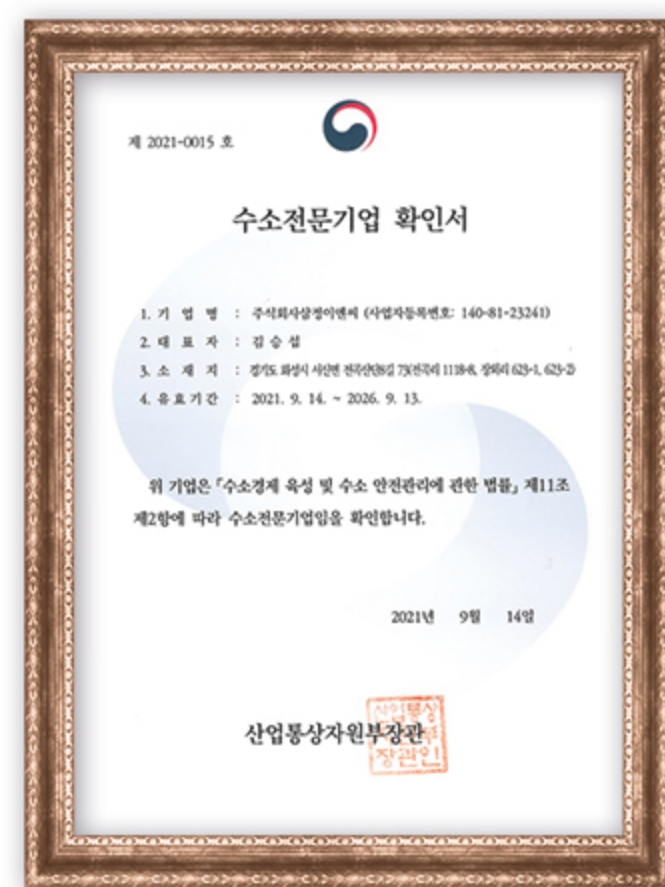 제 2021-0015 호
수소전문기업 확인서
1. 기 업 명 : 주식회사삼정이엔씨 (사업자등록번호: 140-81-23241)
2. 대 표 자 : 김승섭
3. 소 재 지 : 경기도 화성시 서신면 전곡산단8길 73(전곡리 1118-8, 장외리 623-1, 623-2)
4. 유효기간 : 2021. 9. 14. ~ 2026. 9. 13.
위 기업은 「수소경제 육성 및 수소 안전관리에 관한 법률」 제11조
제2항에 따라 수소전문기업임을 확인합니다.
2021년 9월 14일
산업통상자원부장관
산업통상
장관인